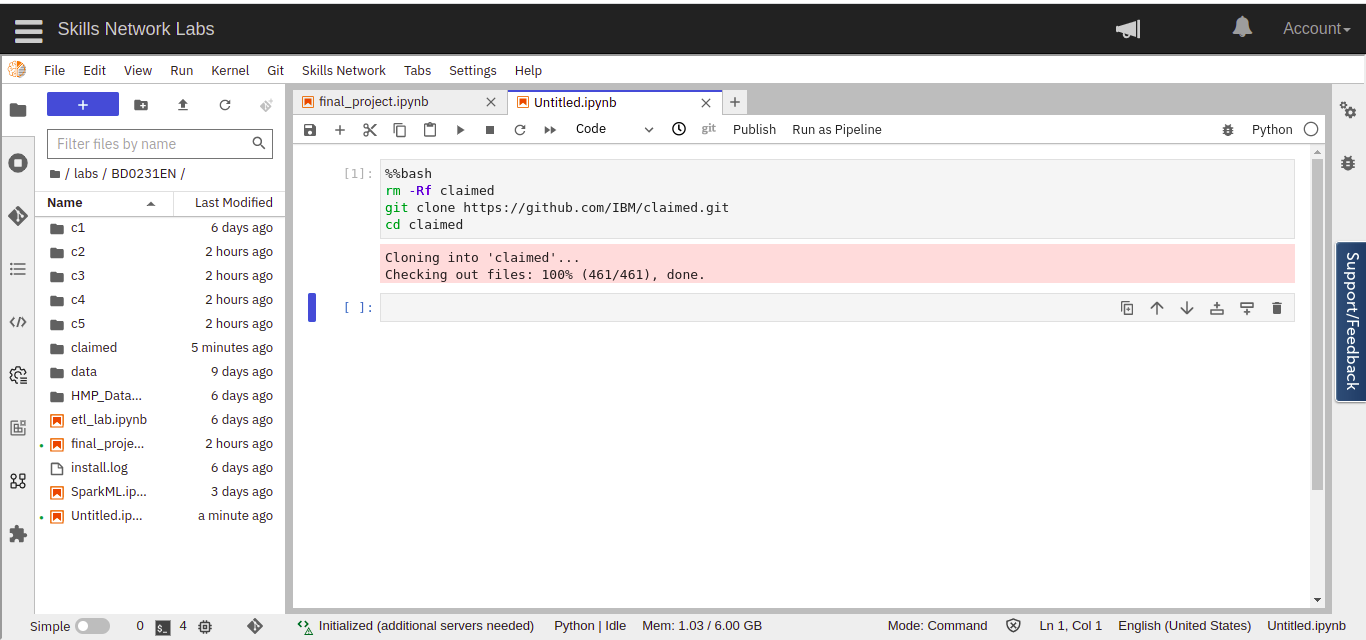 Skills Network Labs
Account
File Edit View Run Kernel Git Skills Network Tabs Settings Help
+
Filter files by name
/ labs / BD0231EN /
Name Last Modified
c1 6 days ago
c2 2 hours ago
c3 2 hours ago
c4 2 hours ago
c5 2 hours ago
claimed 5 minutes ago
data 9 days ago
HMP_Data... 6 days ago
etl_lab.ipynb 6 days ago
final_proje... 2 hours ago
install.log 6 days ago
SparkML.ip... 3 days ago
Untitled.ip... a minute ago
final_project.ipynb
Untitled.ipynb
Code git Publish Run as Pipeline Python
[1]:
%%bash
rm -Rf claimed
git clone https://github.com/IBM/claimed.git
cd claimed
Cloning into 'claimed'...
Checking out files: 100% (461/461), done.
[ ]:
Support/Feedback
Simple 0 $_ 4 Initialized (additional servers needed) Python | Idle Mem: 1.03 / 6.00 GB Mode: Command Ln 1, Col 1 English (United States) Untitled.ipynb